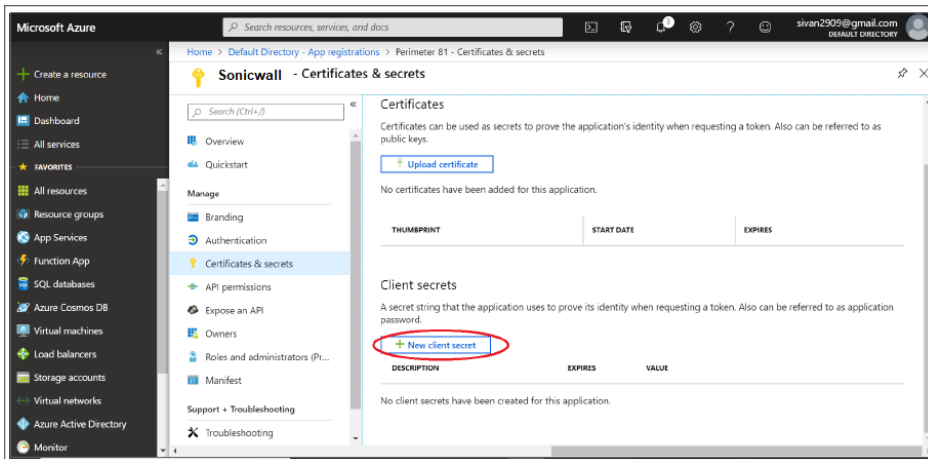 Microsoft Azure
Search resources, services, and docs
1
?
sivan2909@gmail.com
DEFAULT DIRECTORY
«
Create a resource
Home
Dashboard
All services
FAVORITES
All resources
Resource groups
App Services
Function App
SQL databases
Azure Cosmos DB
Virtual machines
Load balancers
Storage accounts
Virtual networks
Azure Active Directory
Monitor
Home > Default Directory - App registrations > Perimeter 81 - Certificates & secrets
Sonicwall - Certificates & secrets
Search (Ctrl+/)
«
Overview
Quickstart
Manage
Branding
Authentication
Certificates & secrets
API permissions
Expose an API
Owners
Roles and administrators (Pr...
Manifest
Support + Troubleshooting
Troubleshooting
Certificates
Certificates can be used as secrets to prove the application's identity when requesting a token. Also can be referred to as
public keys.
Upload certificate
No certificates have been added for this application.
THUMBPRINT START DATE EXPIRES
Client secrets
A secret string that the application uses to prove its identity when requesting a token. Also can be referred to as application
password.
New client secret
DESCRIPTION EXPIRES VALUE
No client secrets have been created for this application.